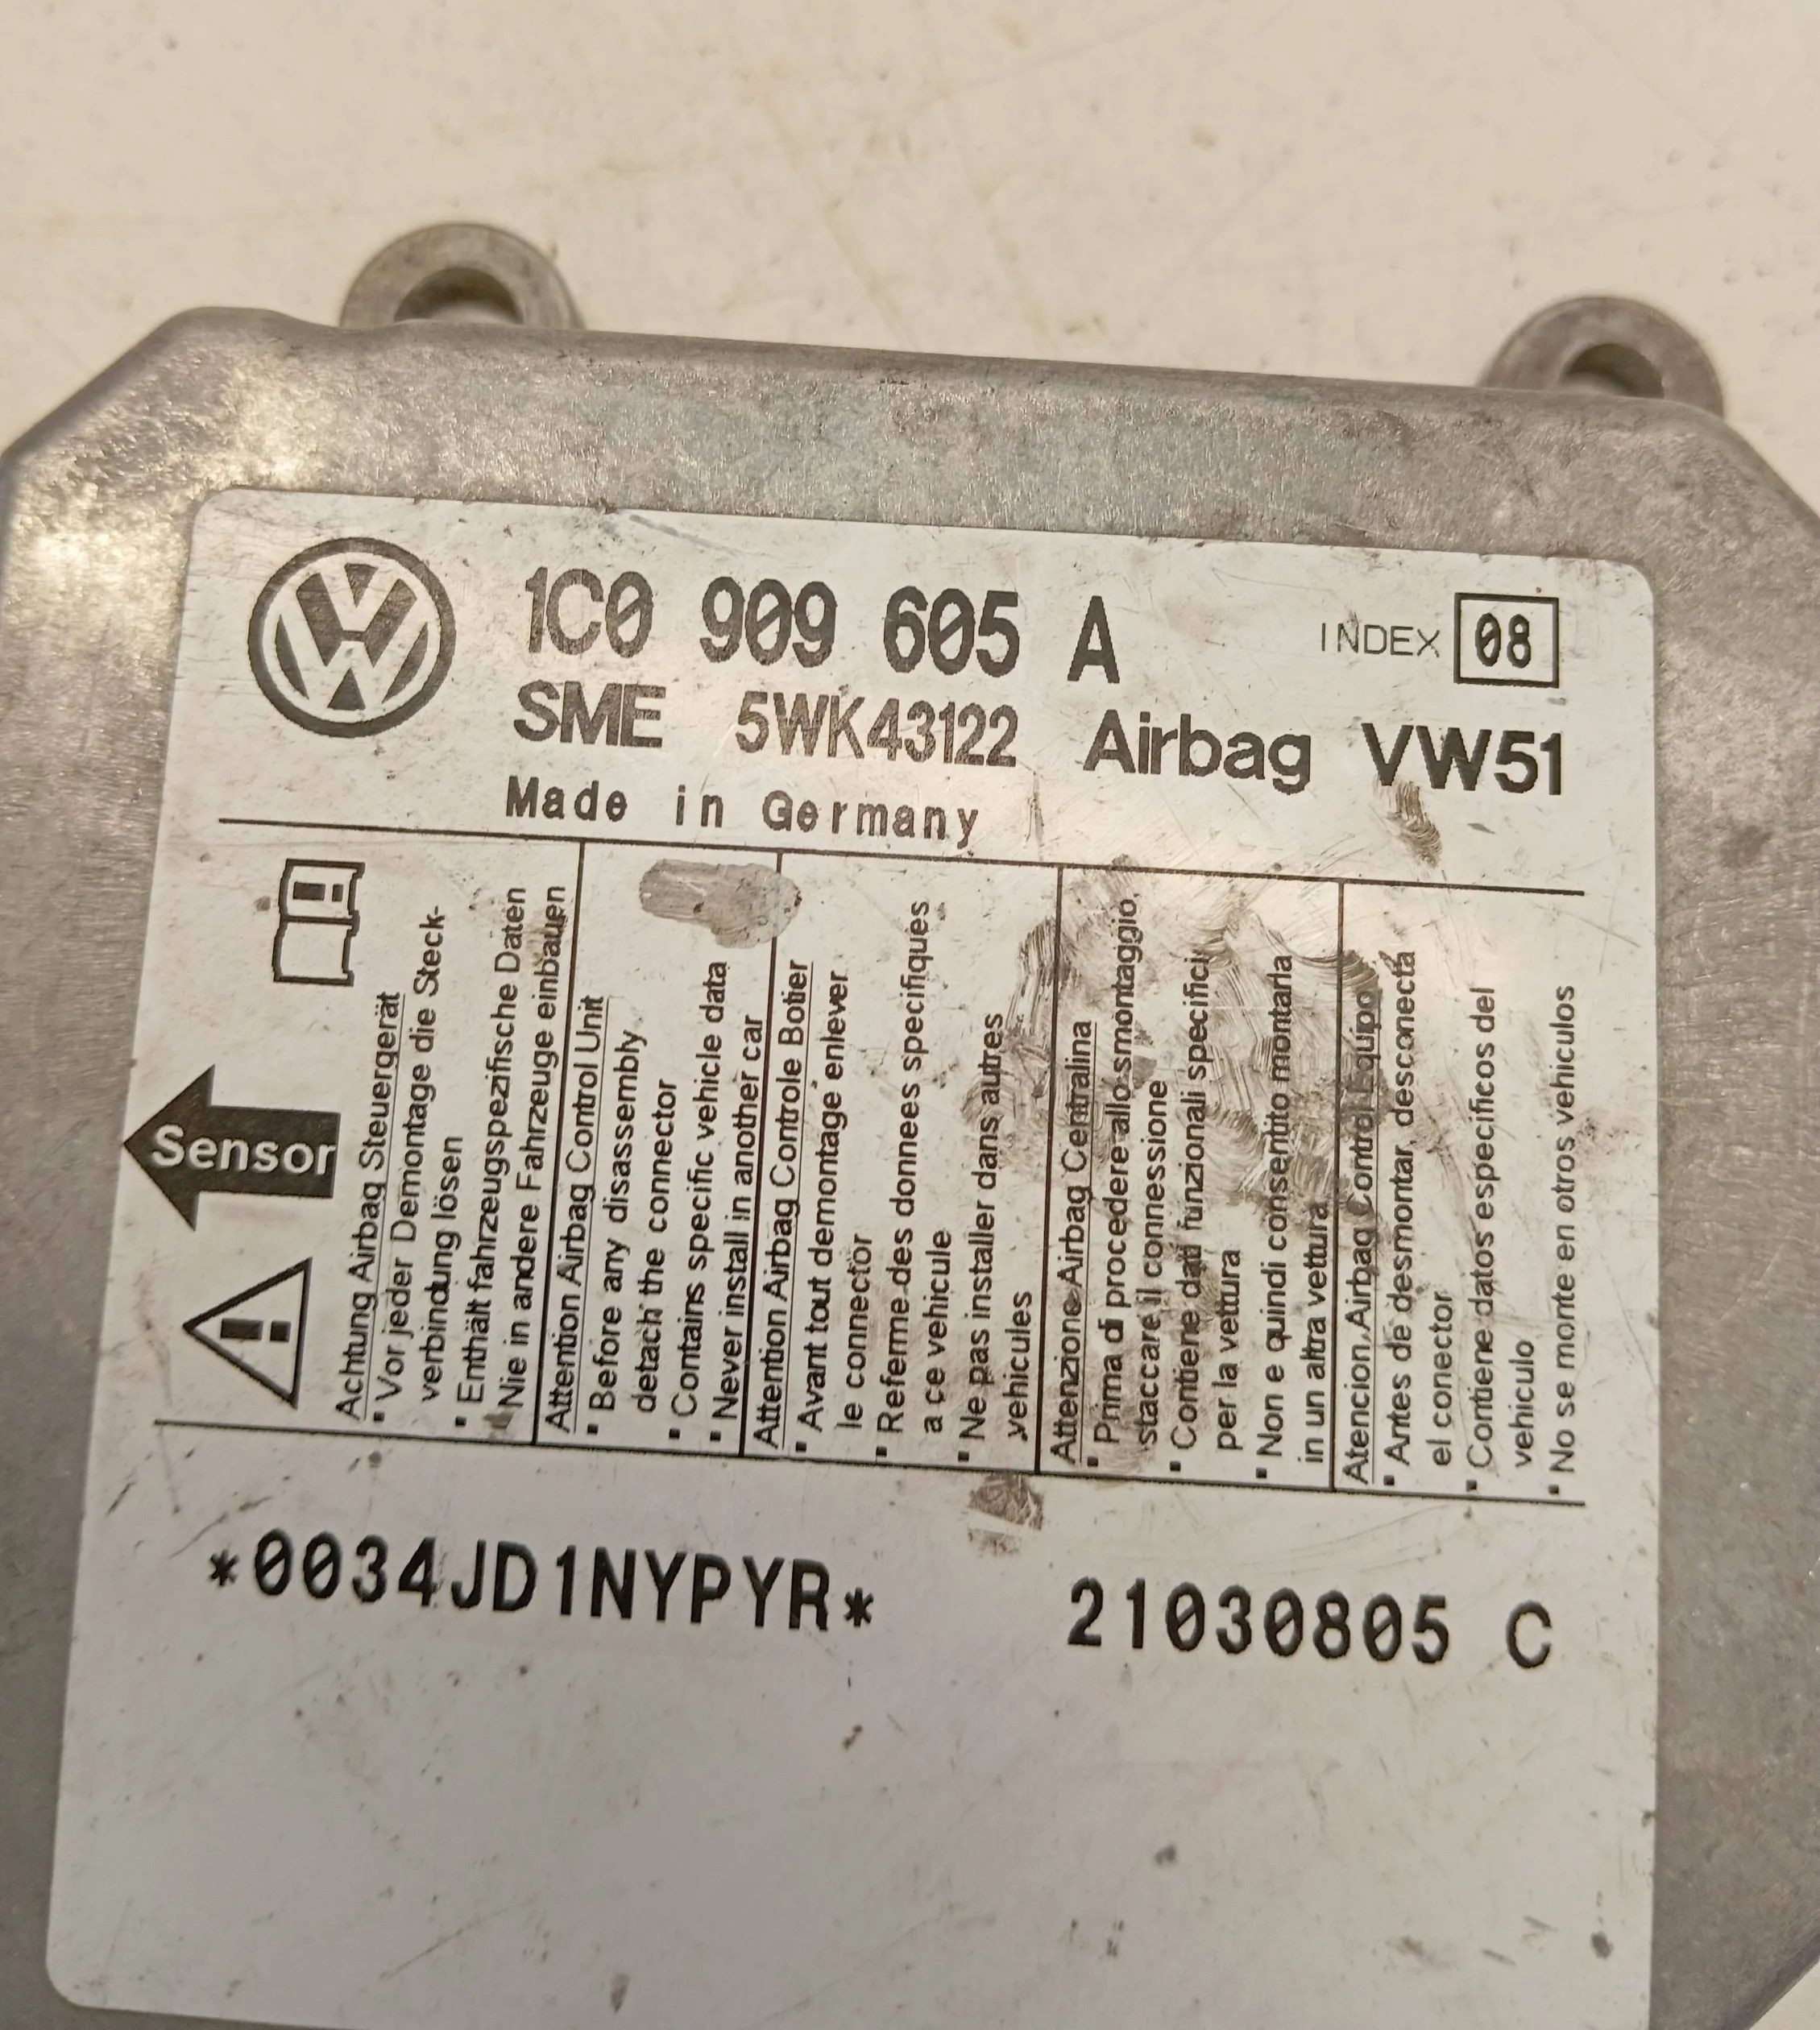 1C0 909 605 A INDEX 08
SME 5WK43122 Airbag VW51
Made in Germany
Sensor
Achtung Airbag Steuergerät
▪ Vor jeder Demontage die Steck-
verbindung lösen
▪ Enthält fahrzeugspezifische Daten
▪ Nie in andere Fahrzeuge einbauen
Attention Airbag Control Unit
▪ Before any disassembly
detach the connector
▪ Contains specific vehicle data
▪ Never install in another car
Attention Airbag Controle Botier
▪ Avant tout demontage enlever
le connector
▪ Referme des donnees specifiques
a ce vehicule
▪ Ne pas installer dans autres
vehicules
Attenzione Airbag Centralina
▪ Prima di procedere allo smontaggio,
staccare il connessione
▪ Contiene dati funzionali specifici
per la vettura
▪ Non e quindi consentito montarla
in un altra vettura
Atencion Airbag Control Equipo
▪ Antes de desmontar, desconecta
el conector
▪ Contiene datos especificos del
vehiculo
▪ No se monte en otros vehiculos
*0034JD1NYPYR* 21030805 C